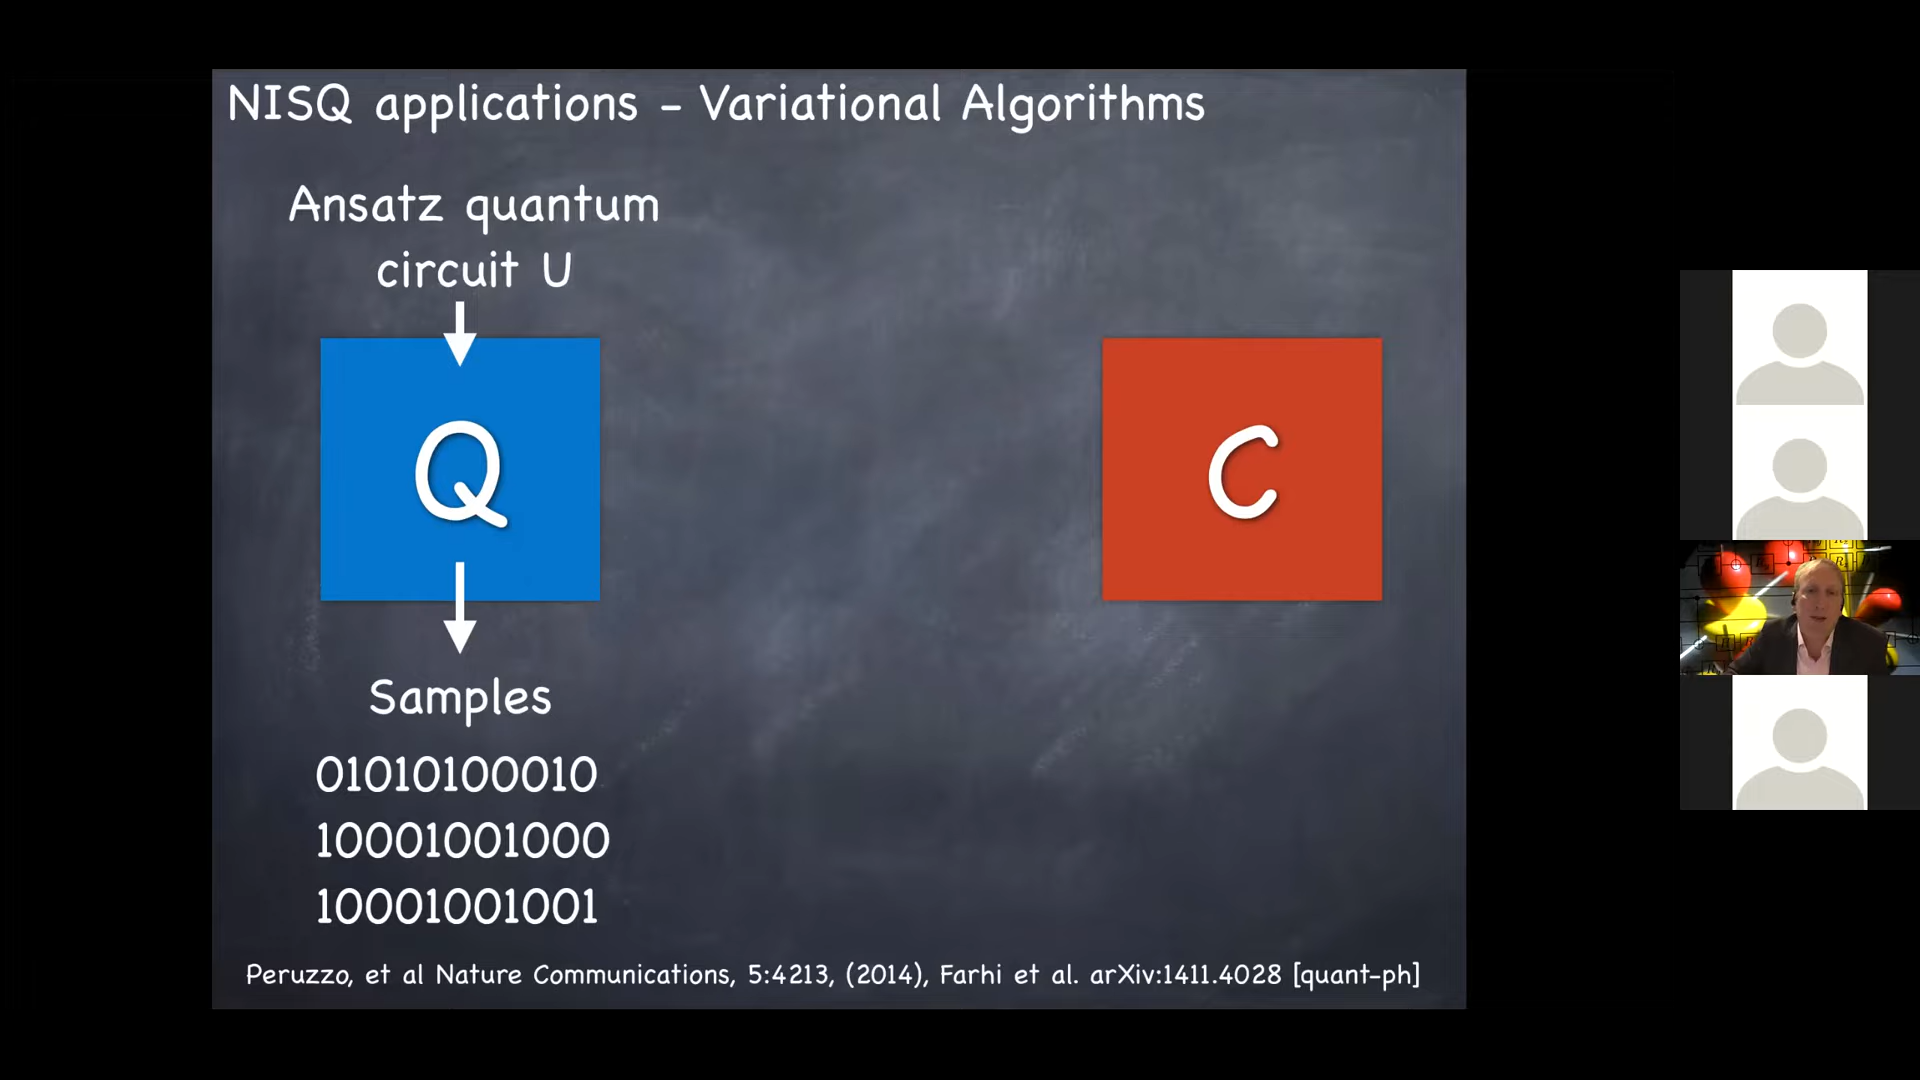 NISQ applications - Variational Algorithms
Ansatz quantum
circuit U
Q
C
Samples
01010100010
10001001000
10001001001
Peruzzo, et al Nature Communications, 5:4213, (2014), Farhi et al. arXiv:1411.4028 [quant-ph]